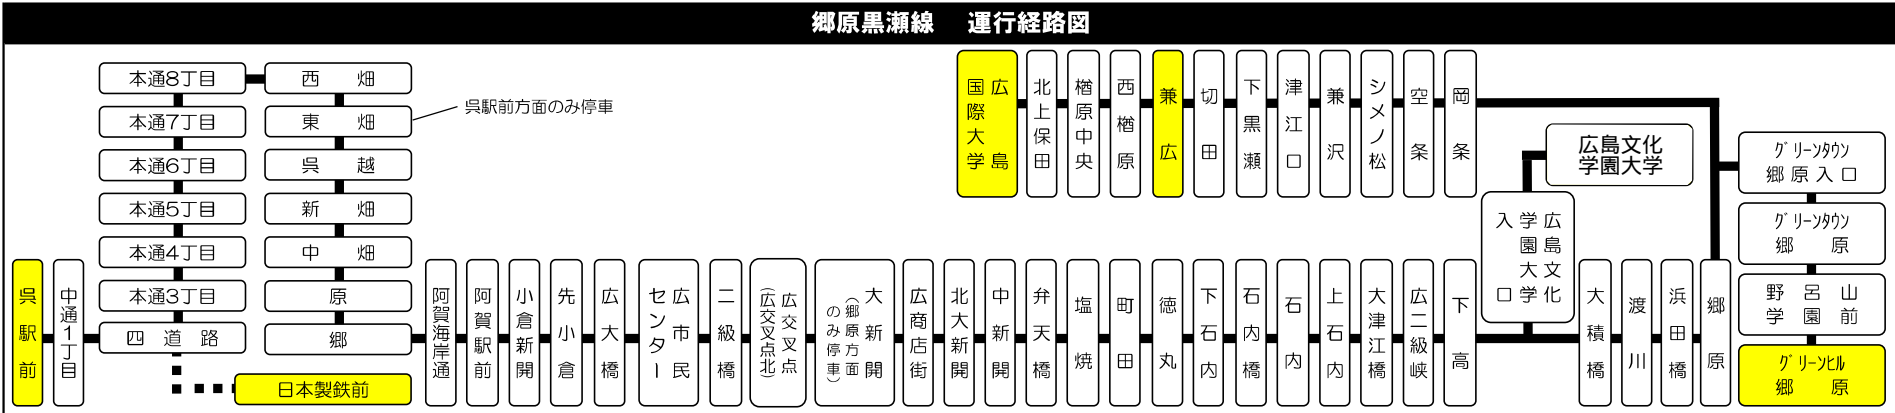 郷原黒瀬線　運行経路図
呉駅前
中通1丁目
四道路
本通3丁目
本通4丁目
本通5丁目
本通6丁目
本通7丁目
本通8丁目
西畑
東畑
呉駅前方面のみ停車
呉越
新畑
中畑
原
郷
日本製鉄前
阿賀海岸通
阿賀駅前
小倉新開
先小倉
広大橋
広市民
センター
二級橋
広交叉点
(広交叉点北)
大新開
(郷原方面
のみ停車)
広商店街
北大新開
中新開
弁天橋
塩焼
町田
徳丸
下石内
石内橋
石内
上石内
大津江橋
広二級峡
下高
広島文化
学園大学
入口
広島文化
学園大学
大積橋
渡川
浜田橋
郷原
広島
国際大学
北上保田
楢原中央
西楢原
兼広
切田
下黒瀬
津江口
兼沢
シメノ松
空条
岡条
グリーンタウン
郷原入口
グリーンタウン
郷原
野呂山
学園前
グリーンヒル
郷原